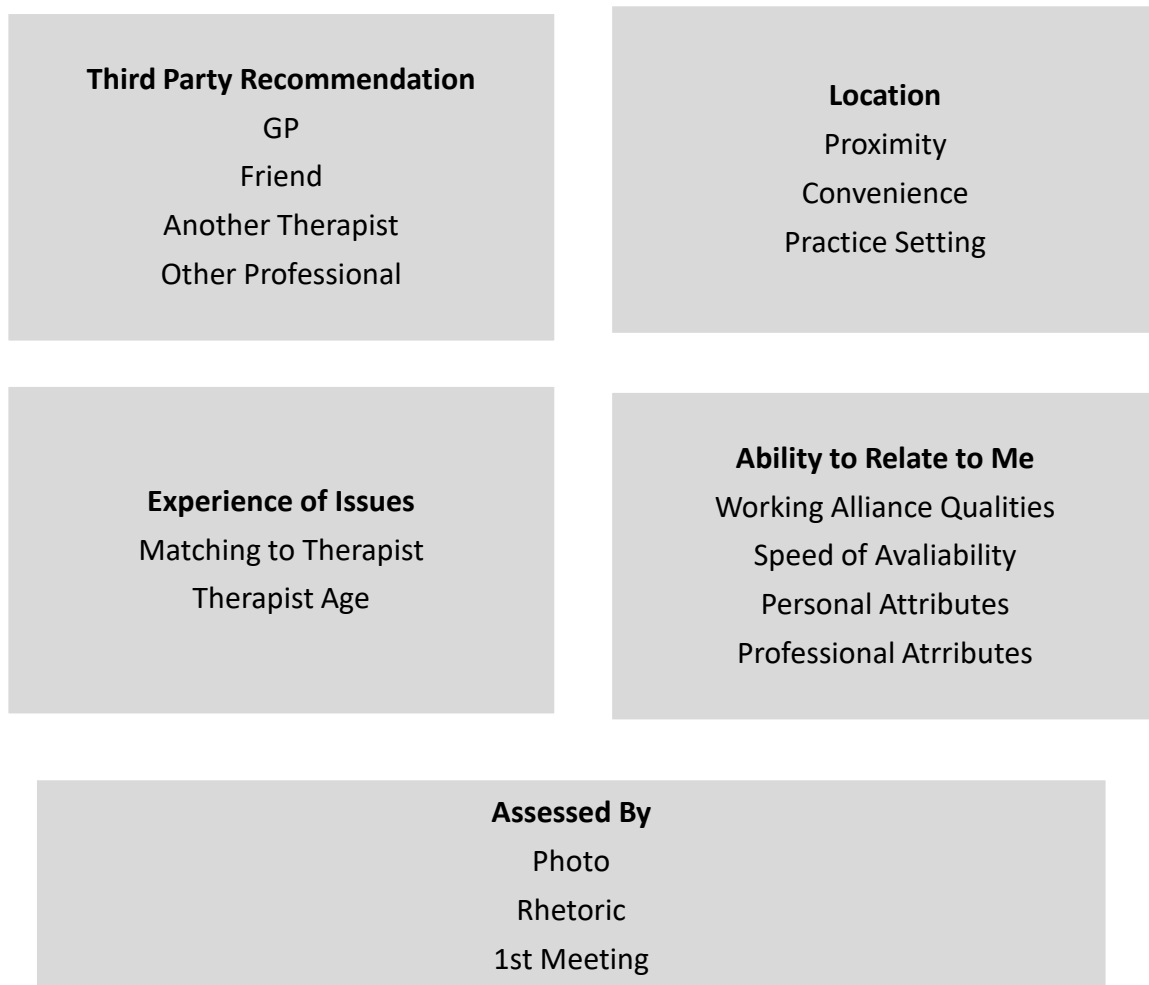 Third Party Recommendation
GP
Friend
Another Therapist
Other Professional
Location
Proximity
Convenience
Practice Setting
Experience of Issues
Matching to Therapist
Therapist Age
Ability to Relate to Me
Working Alliance Qualities
Speed of Avaliability
Personal Attributes
Professional Atrributes
Assessed By
Photo
Rhetoric
1st Meeting